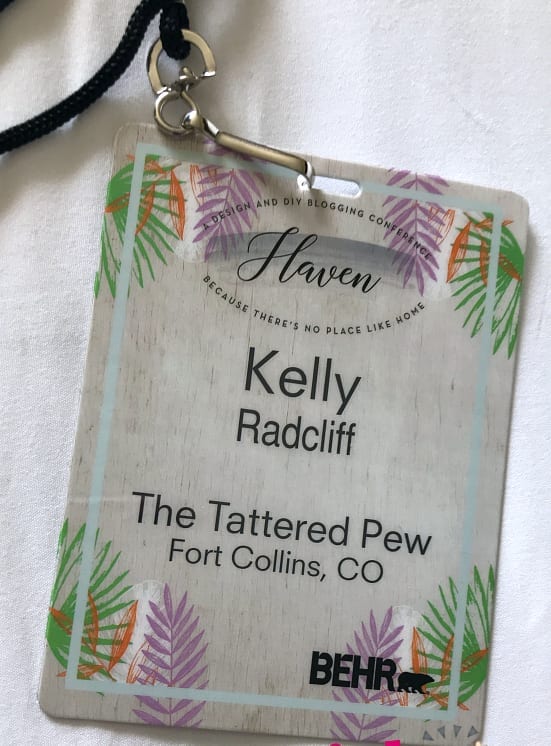 A DESIGN AND DIY BLOGGING CONFERENCE
Haven
BECAUSE THERE'S NO PLACE LIKE HOME
Kelly
Radcliff
The Tattered Pew
Fort Collins, CO
BEHR